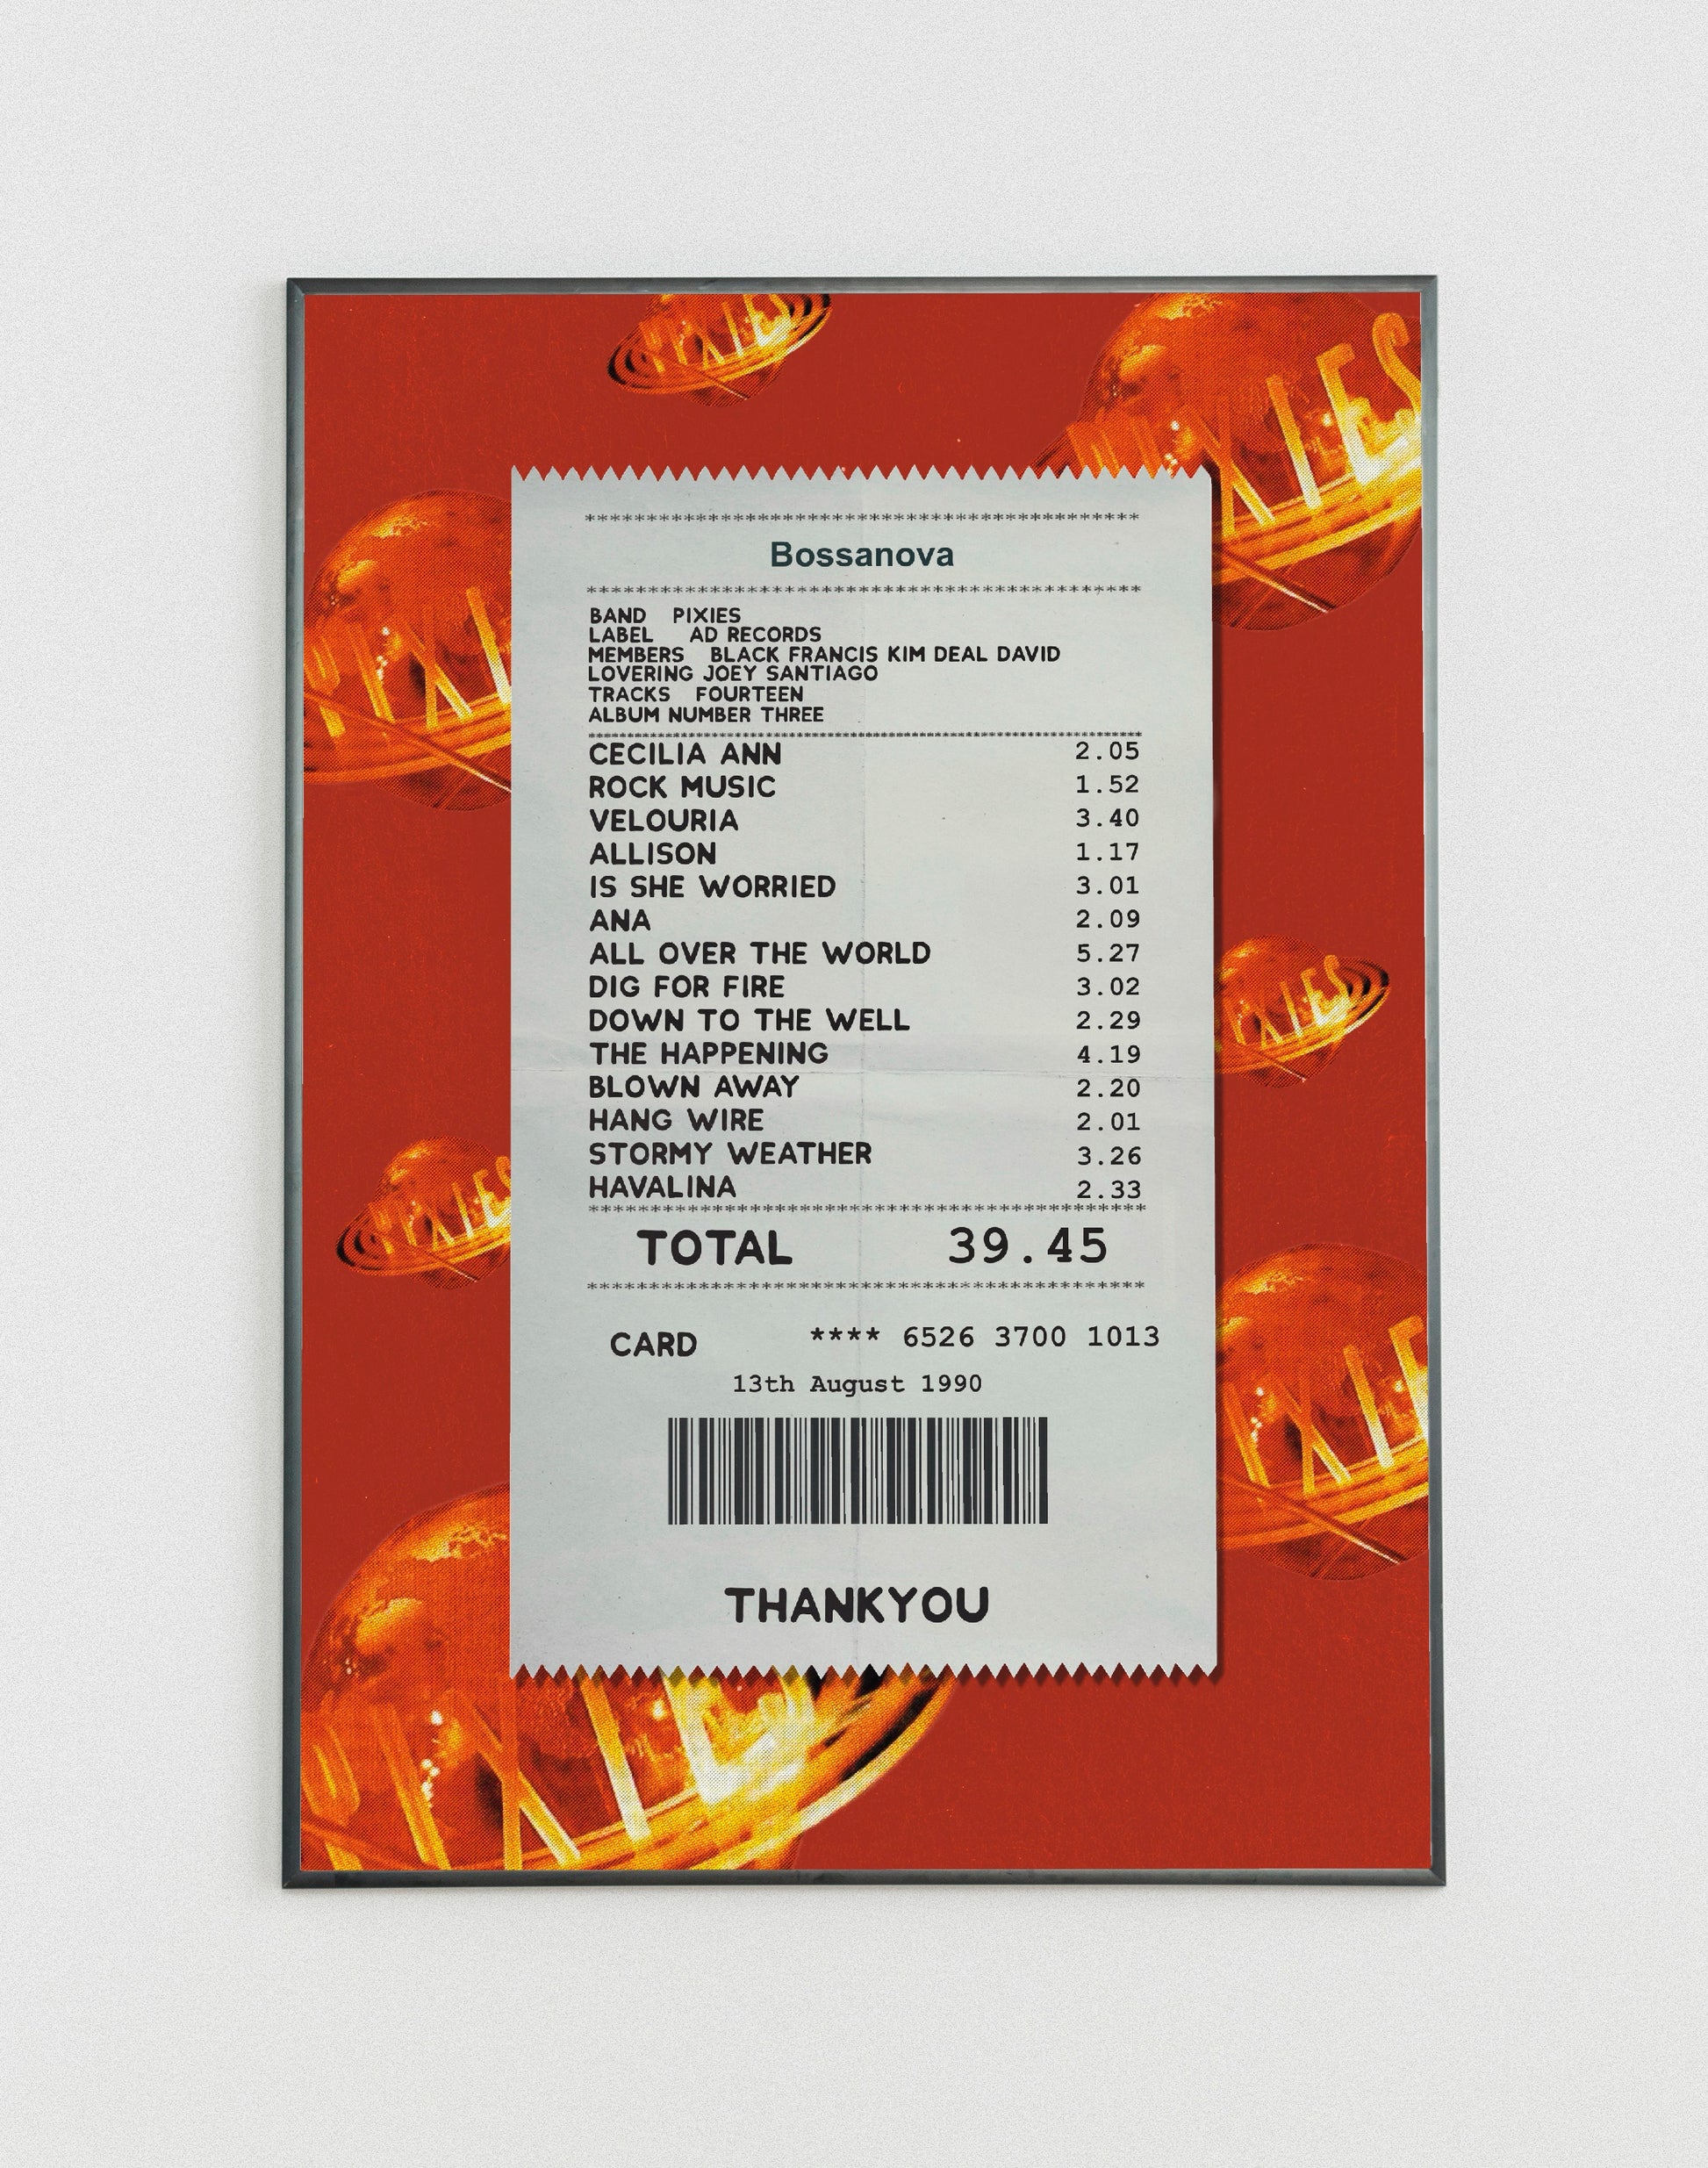 PIXIES
PIXIES
*********************************************
Bossanova
*********************************************
BAND PIXIES
LABEL AD RECORDS
MEMBERS BLACK FRANCIS KIM DEAL DAVID
LOVERING JOEY SANTIAGO
TRACKS FOURTEEN
ALBUM NUMBER THREE
CECILIA ANN 2.05
ROCK MUSIC 1.52
VELOURIA 3.40
ALLISON 1.17
IS SHE WORRIED 3.01
ANA 2.09
ALL OVER THE WORLD 5.27
DIG FOR FIRE 3.02
DOWN TO THE WELL 2.29
THE HAPPENING 4.19
BLOWN AWAY 2.20
HANG WIRE 2.01
STORMY WEATHER 3.26
HAVALINA 2.33
*********************************************
TOTAL 39.45
*********************************************
CARD **** 6526 3700 1013
13th August 1990
THANKYOU
PIXIES
PIXIES